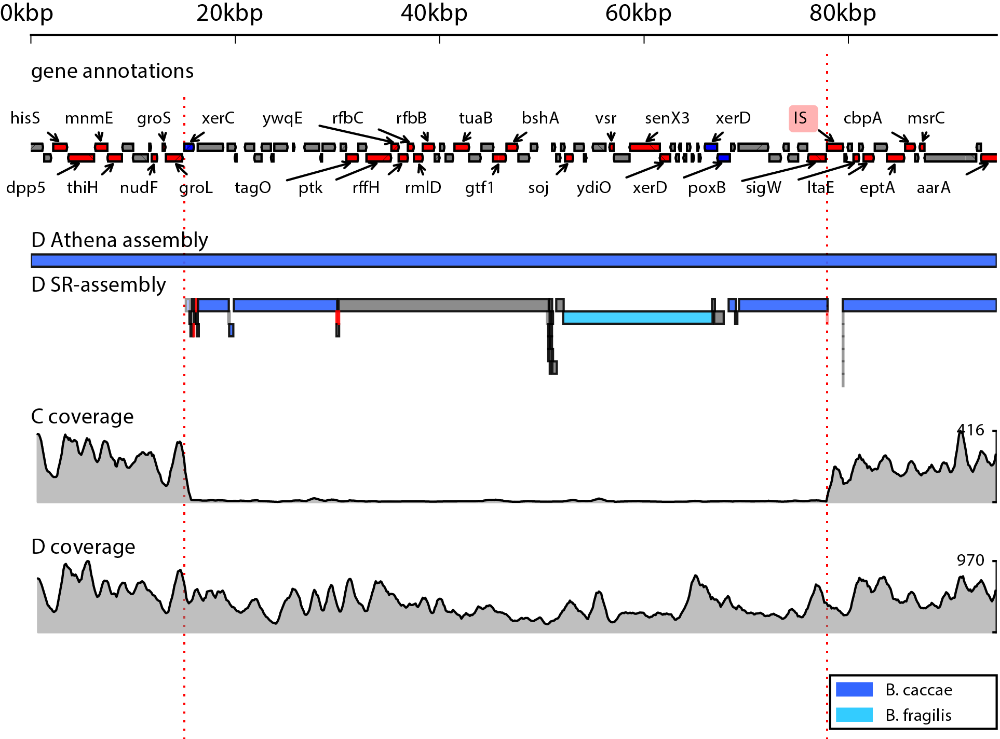 0kbp 20kbp 40kbp 60kbp 80kbp
gene annotations
hisS mnmE groS xerC ywqE rfbC rfbB tuaB bshA vsr senX3 xerD IS cbpA msrC
dpp5 thiH nudF groL tagO ptk rffH rmlD gtf1 soj ydiO xerD poxB sigW ltaE eptA aarA
D Athena assembly
D SR-assembly
C coverage
416
D coverage
970
B. caccae
B. fragilis